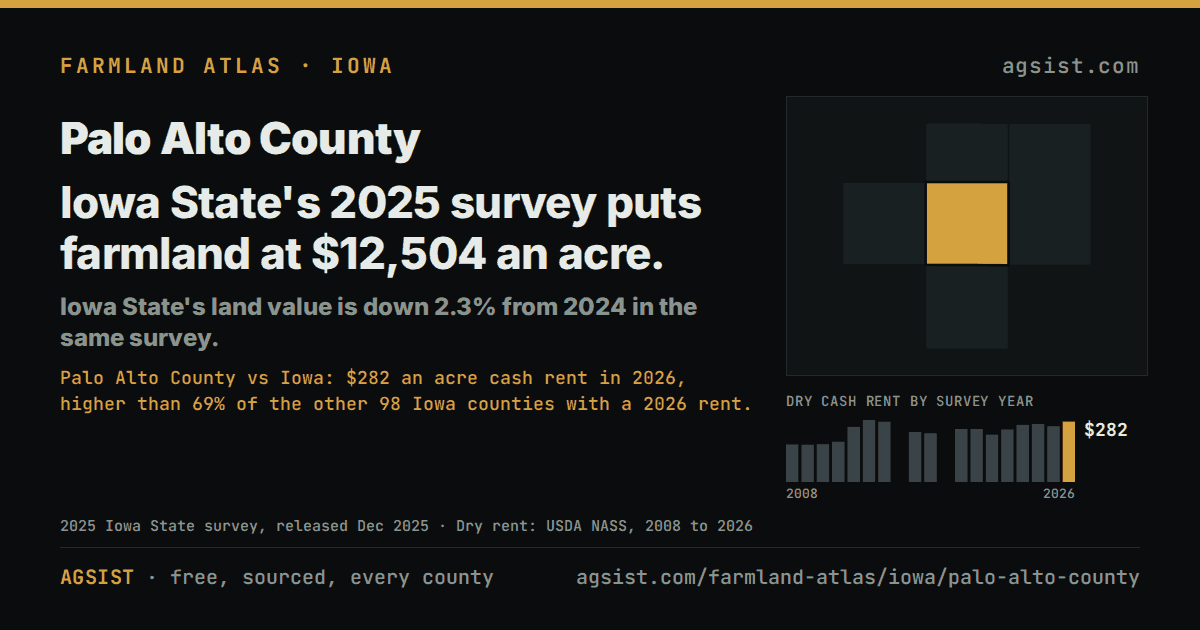 FARMLAND ATLAS · IOWA
agsist.com
Palo Alto County
Iowa State's 2025 survey puts
farmland at $12,504 an acre.
Iowa State's land value is down 2.3% from 2024 in the
same survey.
Palo Alto County vs Iowa: $282 an acre cash rent in 2026,
higher than 69% of the other 98 Iowa counties with a 2026 rent.
DRY CASH RENT BY SURVEY YEAR
$282
2008
2026
2025 Iowa State survey, released Dec 2025 · Dry rent: USDA NASS, 2008 to 2026
AGSIST · free, sourced, every county
agsist.com/farmland-atlas/iowa/palo-alto-county